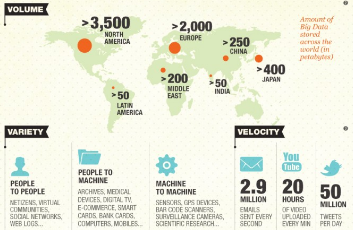 VOLUME
>3,500
NORTH
AMERICA
>2,000
EUROPE
>250
CHINA
>400
JAPAN
>200
MIDDLE
EAST
>50
INDIA
>50
LATIN
AMERICA
Amount of
Big Data
stored
across the
world (in
petabytes)
VARIETY
PEOPLE
TO PEOPLE
NETIZENS, VIRTUAL
COMMUNITIES,
SOCIAL NETWORKS,
WEB LOGS...
PEOPLE TO
MACHINE
ARCHIVES, MEDICAL
DEVICES, DIGITAL TV,
E-COMMERCE, SMART
CARDS, BANK CARDS,
COMPUTERS, MOBILES...
MACHINE
TO MACHINE
SENSORS, GPS DEVICES,
BAR CODE SCANNERS,
SURVEILLANCE CAMERAS,
SCIENTIFIC RESEARCH...
VELOCITY
2.9
MILLION
EMAILS
SENT EVERY
SECOND
You
Tube
20
HOURS
OF VIDEO
UPLOADED
EVERY MIN
50
MILLION
TWEETS
PER DAY